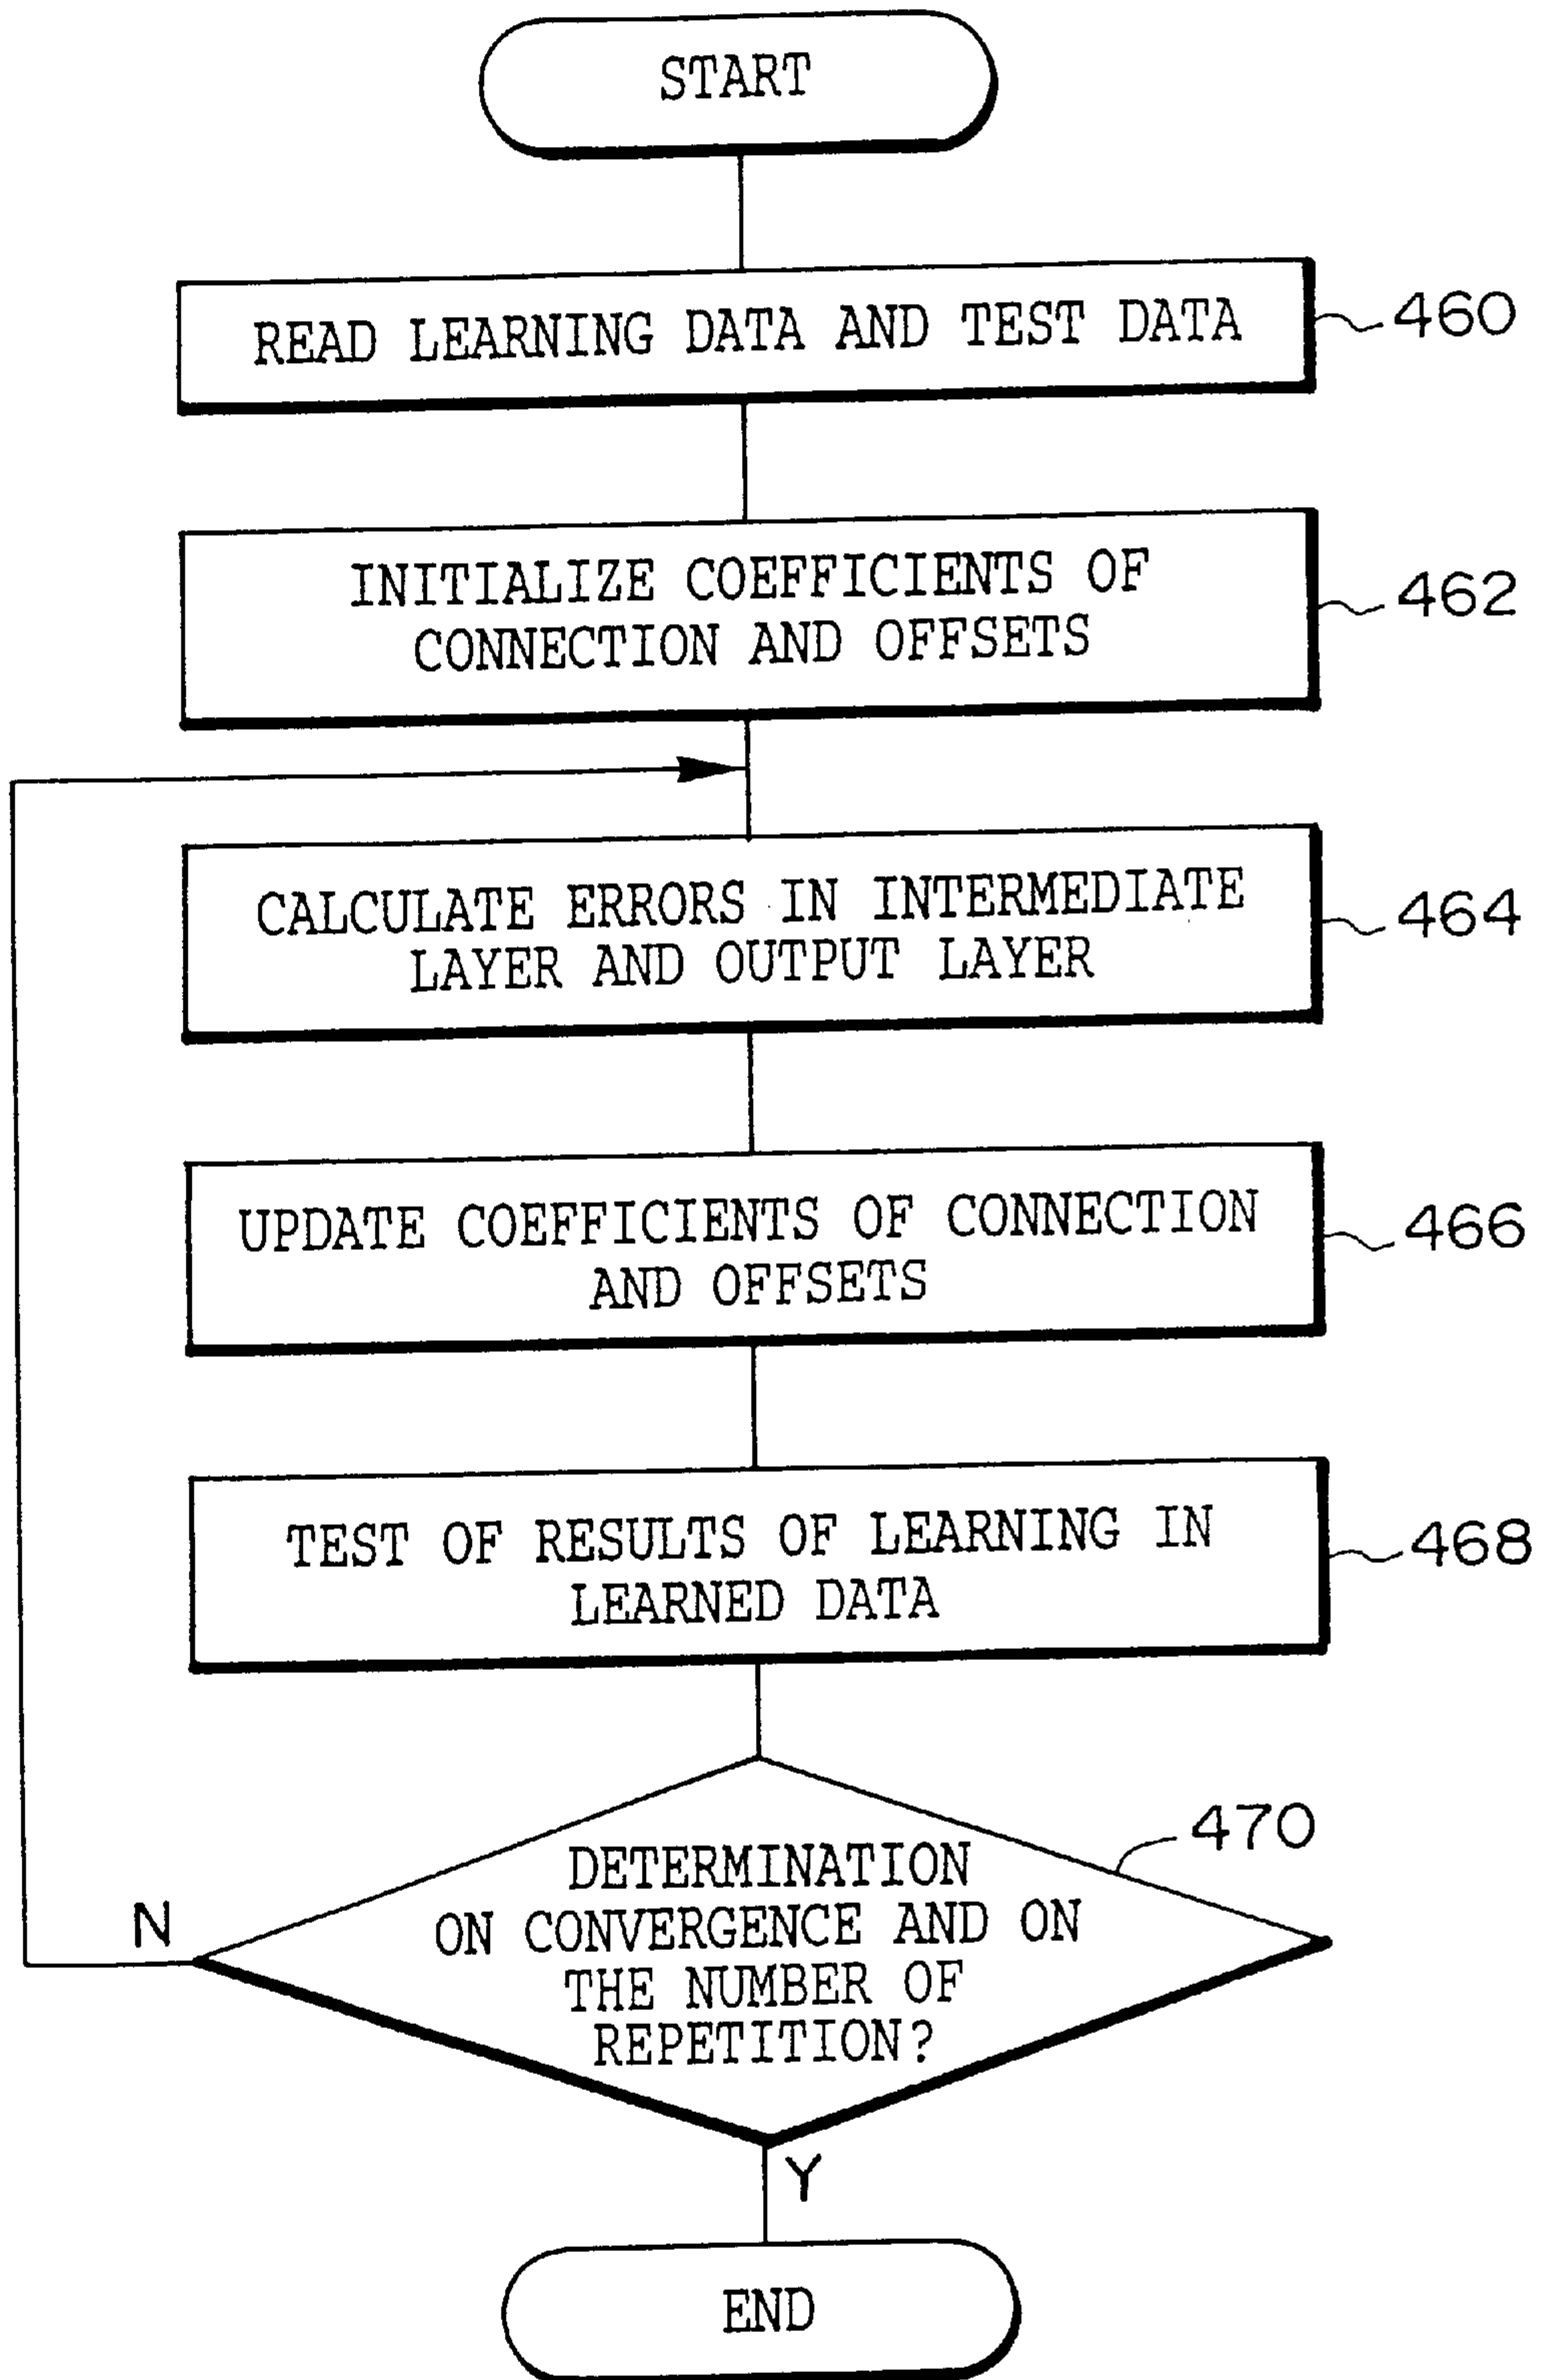 START
READ LEARNING DATA AND TEST DATA
460
INITIALIZE COEFFICIENTS OF
CONNECTION AND OFFSETS
462
CALCULATE ERRORS IN INTERMEDIATE
LAYER AND OUTPUT LAYER
464
UPDATE COEFFICIENTS OF CONNECTION
AND OFFSETS
466
TEST OF RESULTS OF LEARNING IN
LEARNED DATA
468
470
DETERMINATION
ON CONVERGENCE AND ON
THE NUMBER OF
REPETITION?
N
Y
END